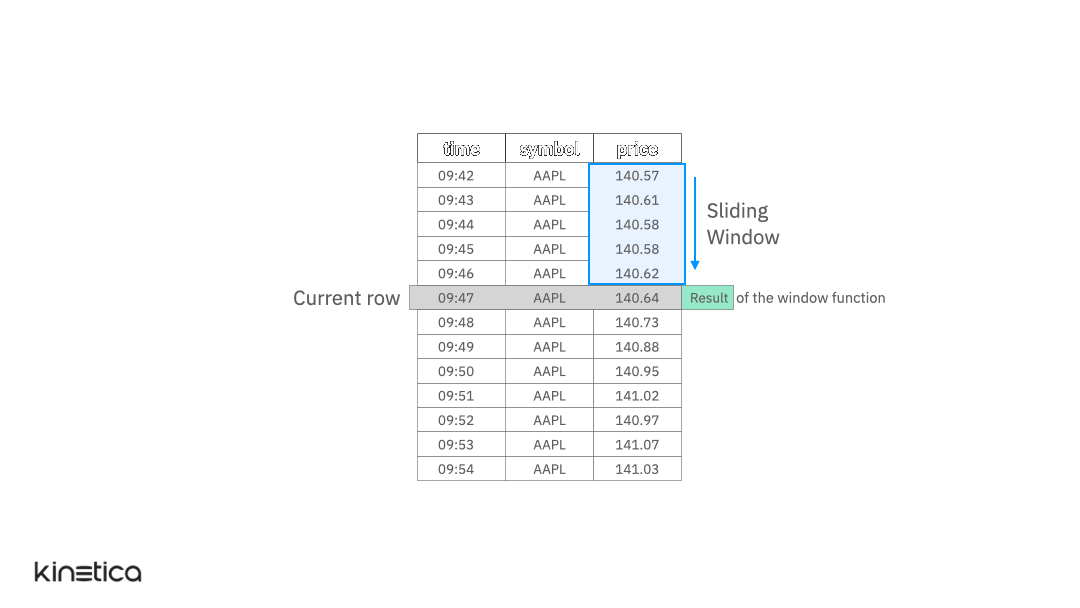 time symbol price
09:42 AAPL 140.57
09:43 AAPL 140.61
09:44 AAPL 140.58
09:45 AAPL 140.58
09:46 AAPL 140.62
Sliding
Window
Current row 09:47 AAPL 140.64 Result of the window function
09:48 AAPL 140.73
09:49 AAPL 140.88
09:50 AAPL 140.95
09:51 AAPL 141.02
09:52 AAPL 140.97
09:53 AAPL 141.07
09:54 AAPL 141.03
kinetica